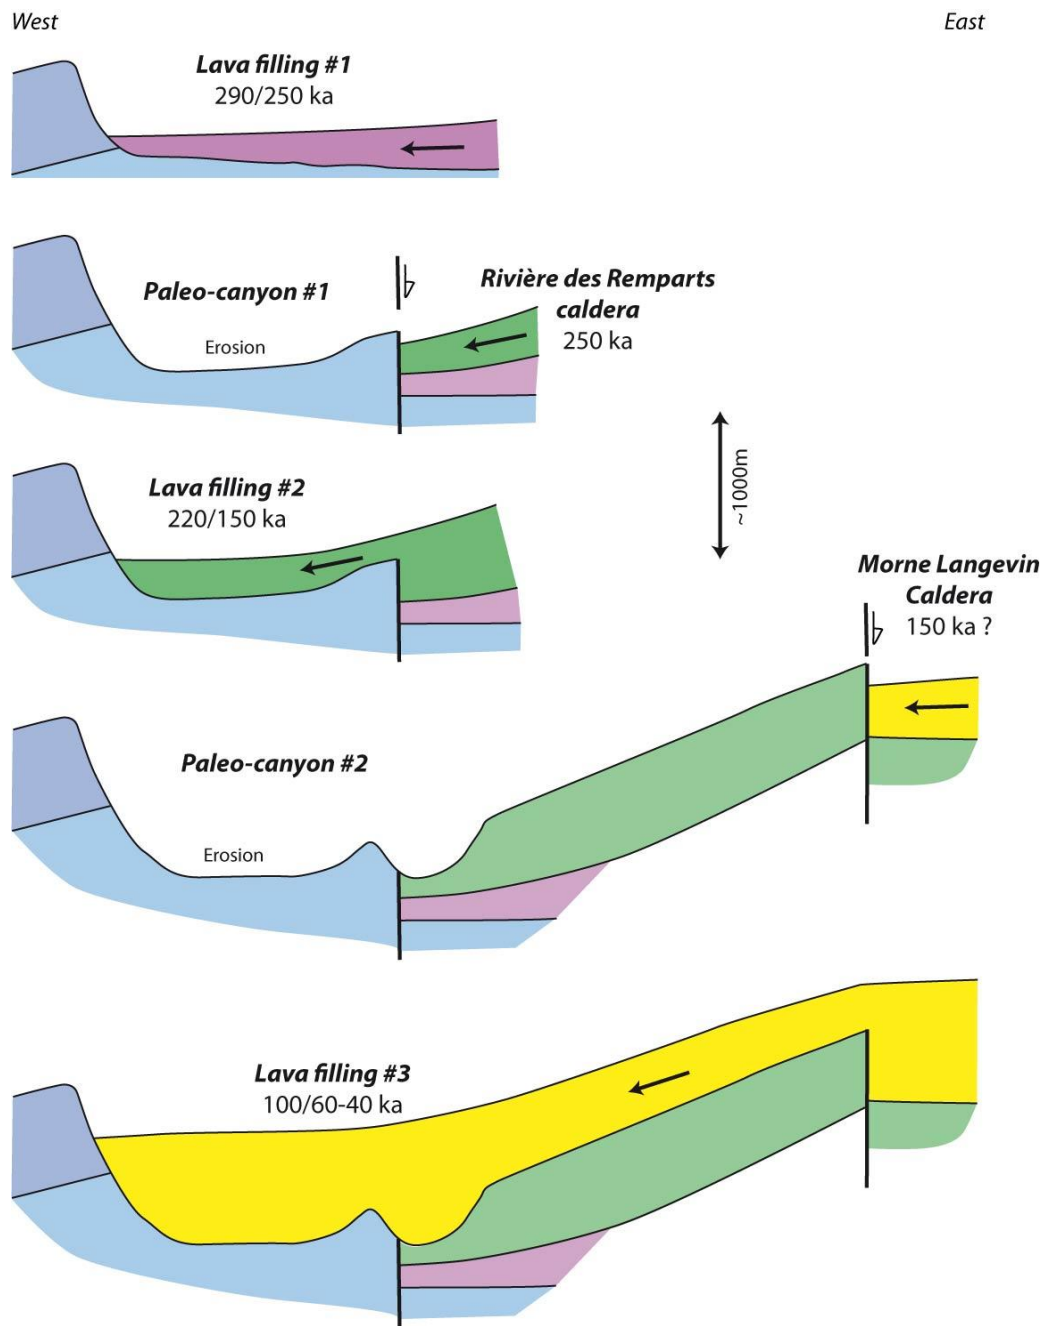 West
East
Lava filling #1
290/250 ka
Paleo-canyon #1
Erosion
Rivière des Remparts
caldera
250 ka
~1000m
Lava filling #2
220/150 ka
Morne Langevin
Caldera
150 ka ?
Paleo-canyon #2
Erosion
Lava filling #3
100/60-40 ka